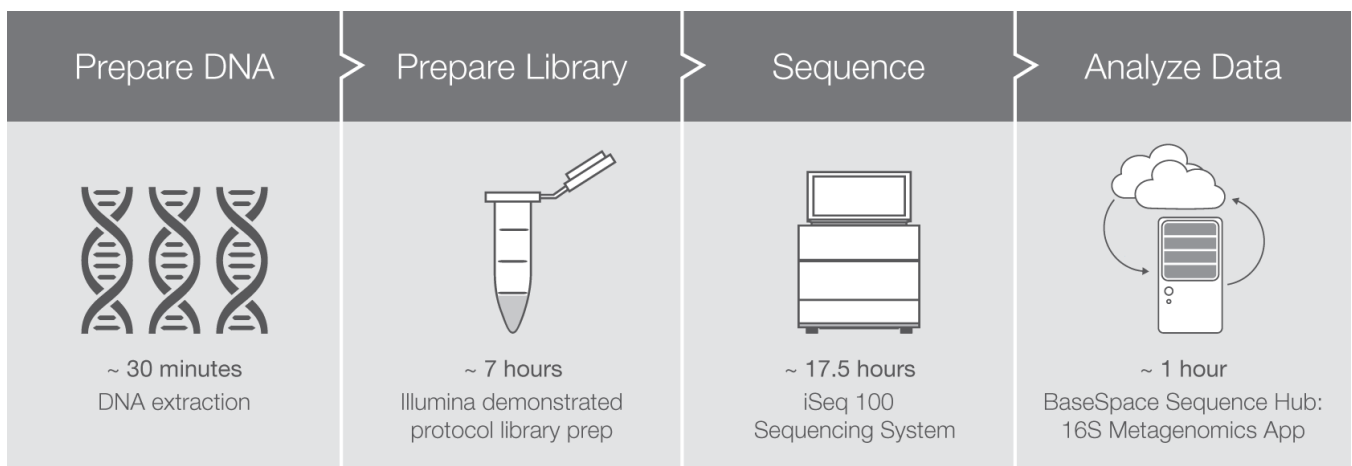 Prepare DNA
Prepare Library
Sequence
Analyze Data
~ 30 minutes
DNA extraction
~ 7 hours
Illumina demonstrated
protocol library prep
~ 17.5 hours
iSeq 100
Sequencing System
~ 1 hour
BaseSpace Sequence Hub:
16S Metagenomics App